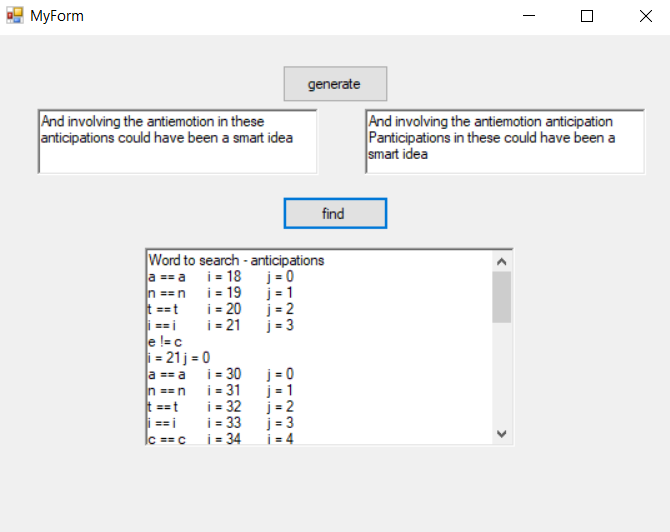 MyForm
generate
And involving the antiemotion in these
anticipations could have been a smart idea
And involving the antiemotion anticipation
Panticipations in these could have been a
smart idea
find
Word to search - anticipations
a == a i = 18 j = 0
n == n i = 19 j = 1
t == t i = 20 j = 2
i == i i = 21 j = 3
e != c
i = 21 j = 0
a == a i = 30 j = 0
n == n i = 31 j = 1
t == t i = 32 j = 2
i == i i = 33 j = 3
c == c i = 34 j = 4